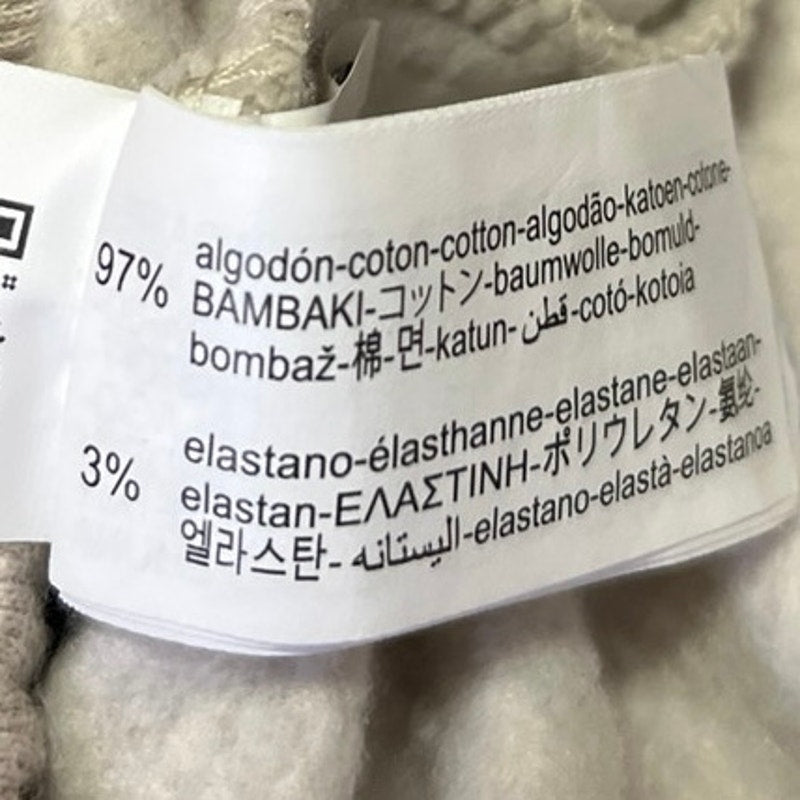 97% algodón-coton-cotton-algodão-katoen-cotone-
BAMBAKI-コットン-baumwolle-bomuld-
bombaž-棉-면-katun-قطن-cotó-kotoia
3% elastano-élasthanne-elastane-elastaan-
elastan-ΕΛΑΣΤΙΝΗ-ポリウレタン-氨纶-
엘라스탄-اليستانه-elastano-elastà-elastanoa